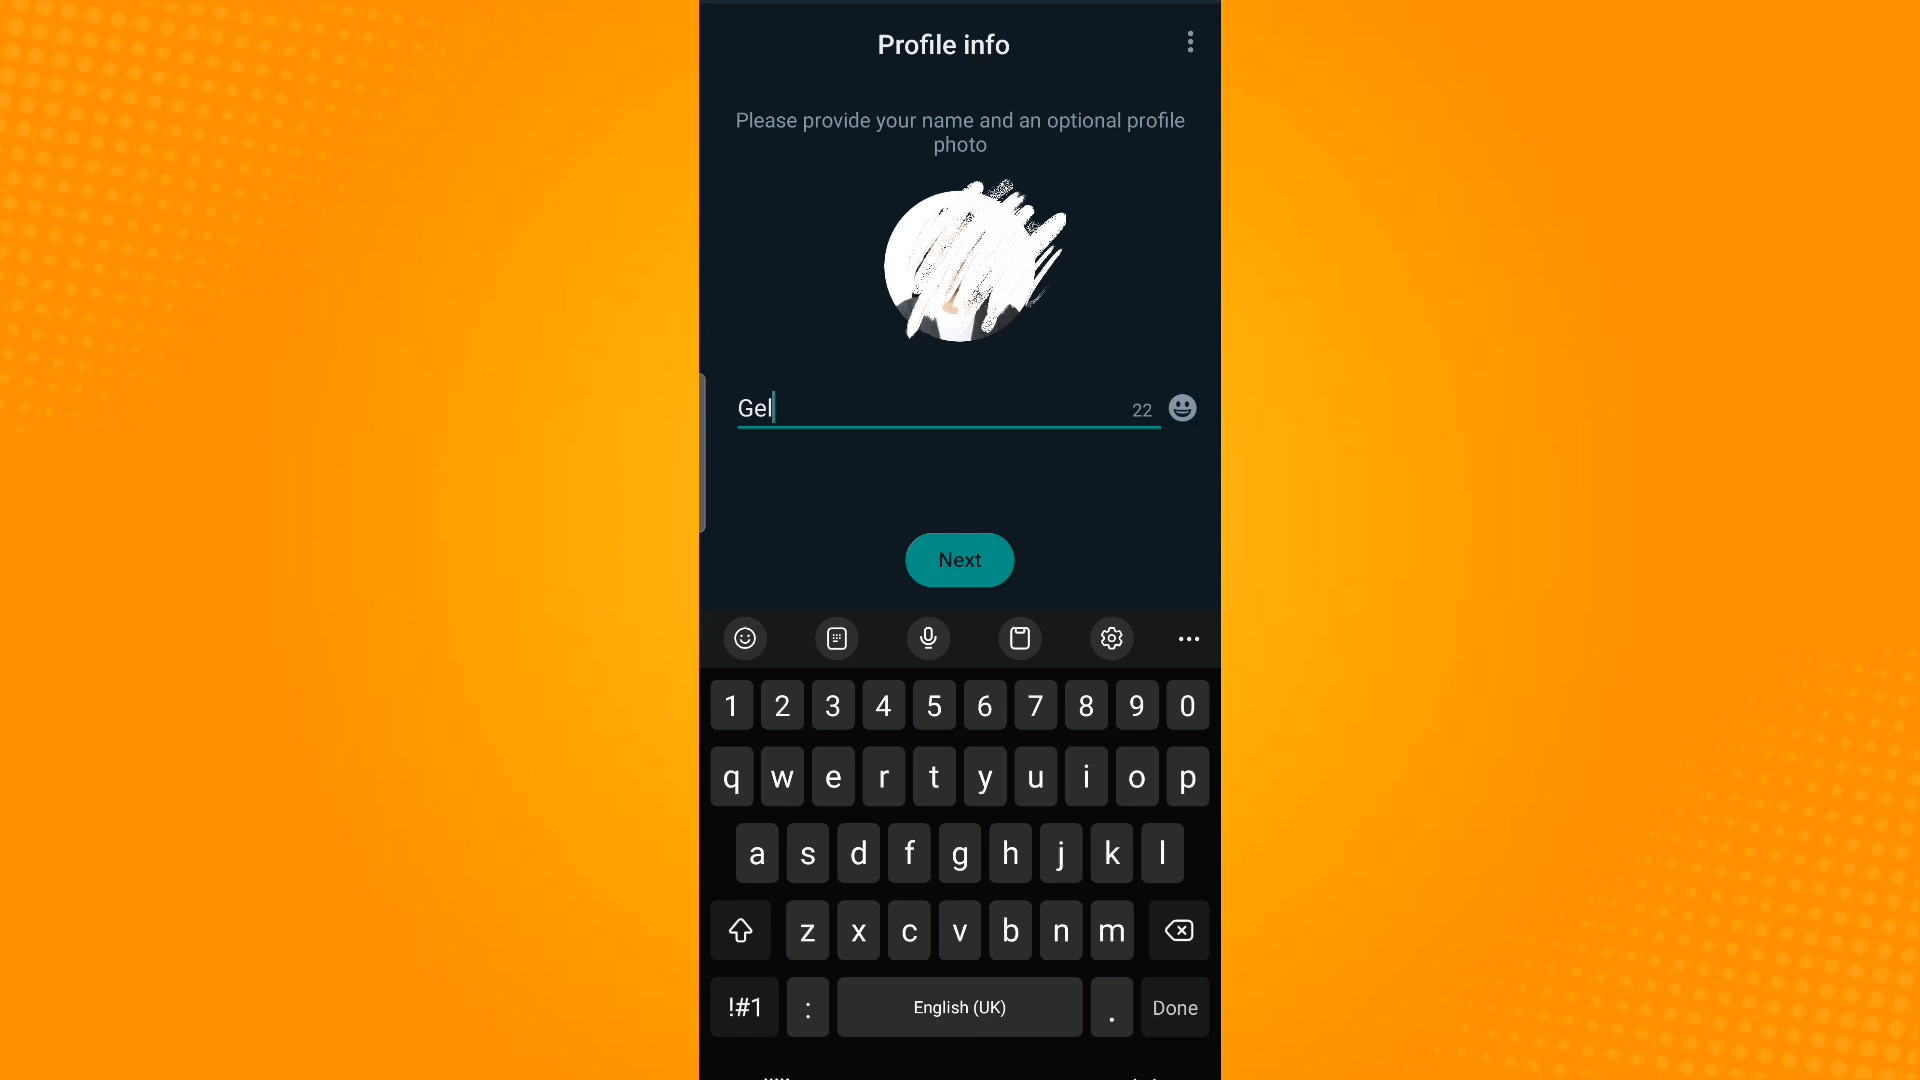 Profile info
Please provide your name and an optional profile
photo
Gel
22
Next
1 2 3 4 5 6 7 8 9 0
q w e r t y u i o p
a s d f g h j k l
z x c v b n m
!#1 : English (UK) . Done